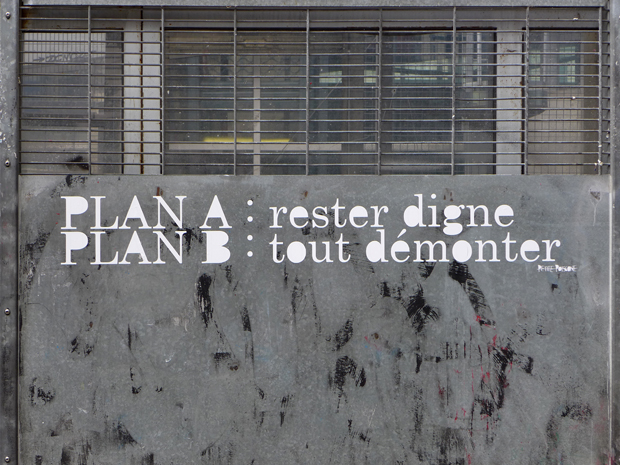 PLAN A : rester digne
PLAN B : tout démonter